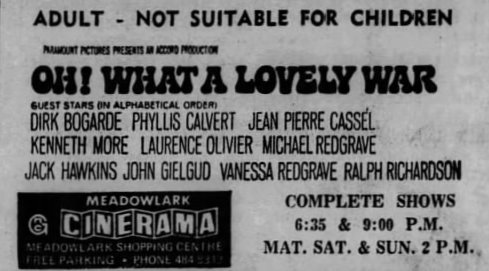 ADULT - NOT SUITABLE FOR CHILDREN
PARAMOUNT PICTURES PRESENTS AN ACCORD PRODUCTION
OH! WHAT A LOVELY WAR
GUEST STARS (IN ALPHABETICAL ORDER)
DIRK BOGARDE PHYLLIS CALVERT JEAN PIERRE CASSEL
KENNETH MORE LAURENCE OLIVIER MICHAEL REDGRAVE
JACK HAWKINS JOHN GIELGUD VANESSA REDGRAVE RALPH RICHARDSON
MEADOWLARK
CINERAMA
MEADOWLARK SHOPPING CENTRE
FREE PARKING • PHONE
COMPLETE SHOWS
6:35 & 9:00 P.M.
MAT. SAT. & SUN. 2 P.M.